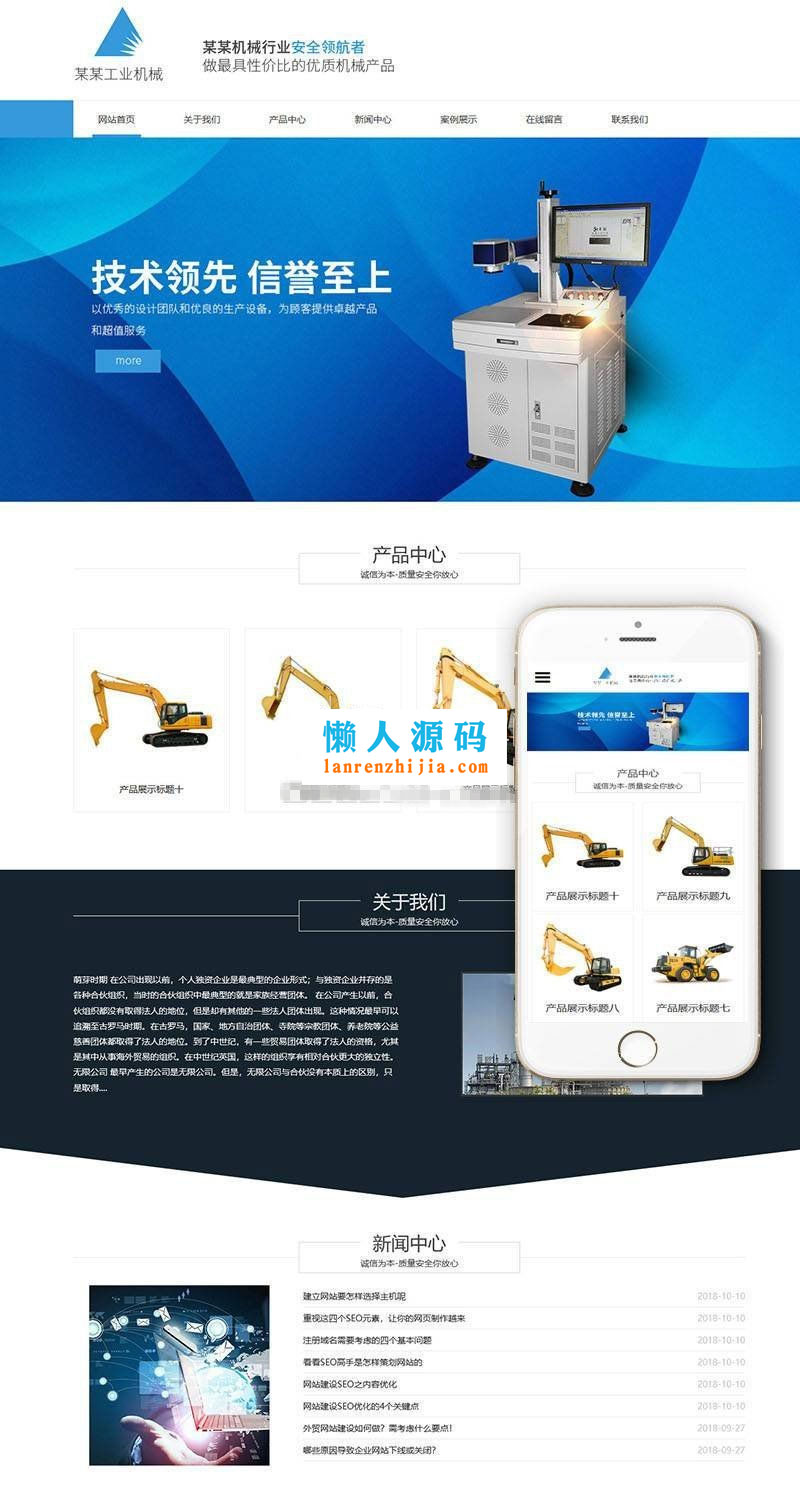 某某工业机械
某某机械行业安全领航者
做最具性价比的优质机械产品
网站首页 关于我们 产品中心 新闻中心 案例展示 在线留言 联系我们
技术领先 信誉至上
以优秀的设计团队和优良的生产设备，为顾客提供卓越产品
和超值服务
more
产品中心
诚信为本-质量安全你放心
产品展示标题十
懒人源码
lanrenzhijia.com
技术领先 信誉至上
产品中心
诚信为本-质量安全你放心
产品展示标题十 产品展示标题九
产品展示标题八 产品展示标题七
关于我们
诚信为本-质量安全你放心
萌芽时期 在公司出现以前，个人独资企业是最典型的企业形式；与独资企业并存的是
各种合伙组织，当时的合伙组织中最典型的就是家族经营团体。 在公司产生以前，合
伙组织都没有取得法人的地位，但是却有其他的一些法人团体出现。这种情况最早可以
追溯至古罗马时期。在古罗马，国家、地方自治团体、寺院等宗教团体、养老院等公益
慈善团体都取得了法人的地位。到了中世纪，有一些贸易团体取得了法人的资格，尤其
是其中从事海外贸易的组织。在中世纪英国，这样的组织享有相对合伙更大的独立性。
无限公司 最早产生的公司是无限公司。但是，无限公司与合伙没有本质上的区别，只
是取得....
新闻中心
诚信为本-质量安全你放心
建立网站要怎样选择主机呢 2018-10-10
重视这四个SEO元素，让你的网页制作越来 2018-10-10
注册域名需要考虑的四个基本问题 2018-10-10
看看SEO高手是怎样策划网站的 2018-10-10
网站建设SEO之内容优化 2018-10-10
网站建设SEO优化的4个关键点 2018-10-10
外贸网站建设如何做？需考虑什么要点! 2018-09-27
哪些原因导致企业网站下线或关闭? 2018-09-27